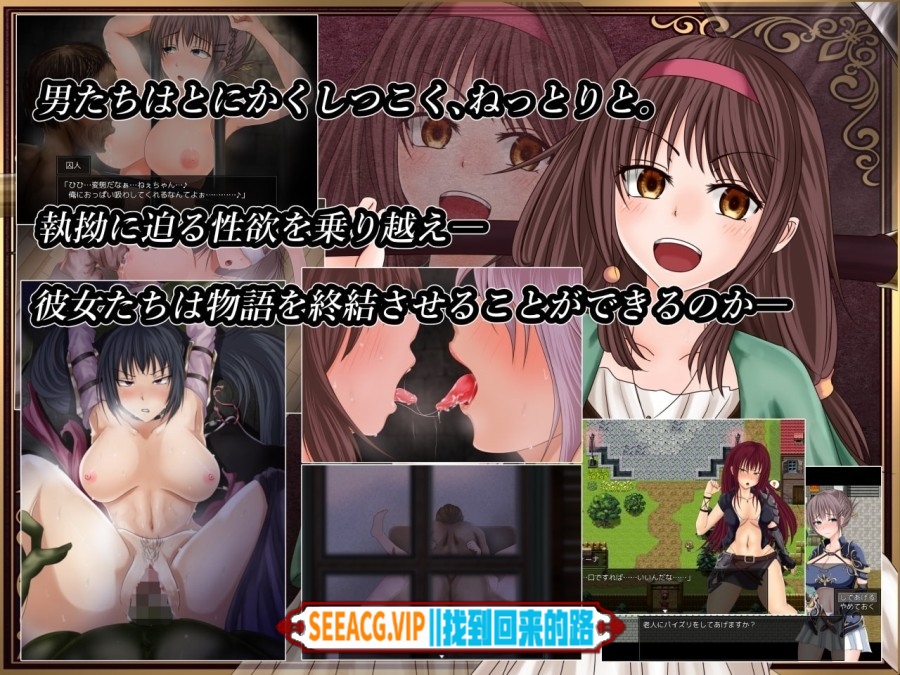 男たちはとにかくしつこく、ねっとりと。
囚人
「ひひ…変態だなぁ…ねぇちゃん…♪
俺におっぱい吸わしてくれるなんてよぉ…………♪」
執拗に迫る性欲を乗り越え―
彼女たちは物語を終結させることができるのか―
口ですれば……いいんだな……」
してあげる
やめておく
老人にパイズリをしてあげますか？
SEEACG.VIP||找到回来的路